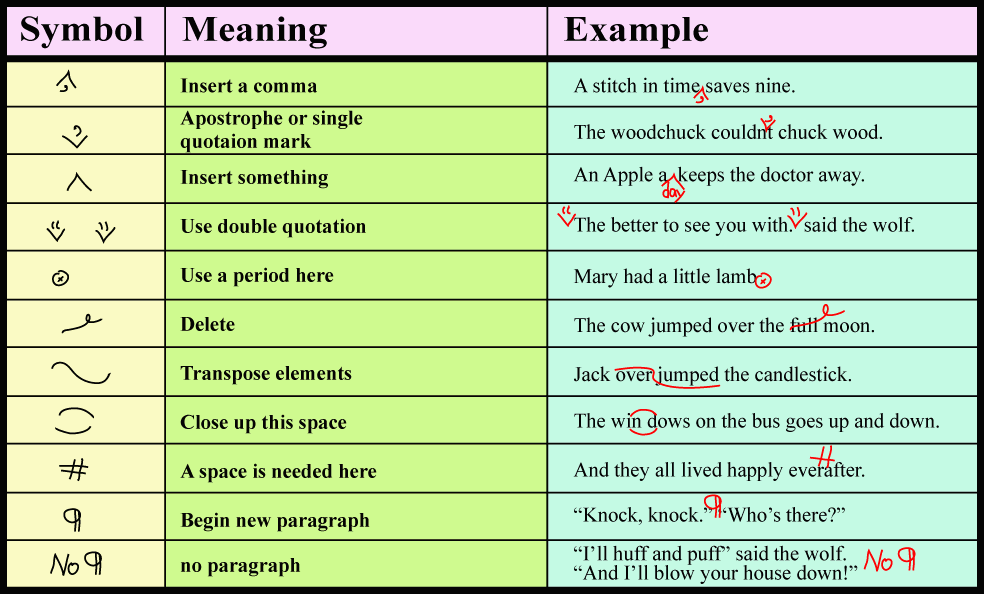 Symbol Meaning Example
Insert a comma A stitch in time, saves nine.
Apostrophe or single
quotaion mark
The woodchuck couldnt ’ chuck wood.
Insert something An Apple a keeps the doctor away.
day
Use double quotation “ The better to see you with. ” said the wolf.
Use a period here Mary had a little lamb
Delete The cow jumped over the full moon.
Transpose elements Jack over jumped the candlestick.
Close up this space The win dows on the bus goes up and down.
# A space is needed here And they all lived happly everafter. #
¶ Begin new paragraph “Knock, knock.” ¶ “Who’s there?”
No ¶ no paragraph “I’ll huff and puff” said the wolf.
“And I’ll blow your house down!” No ¶